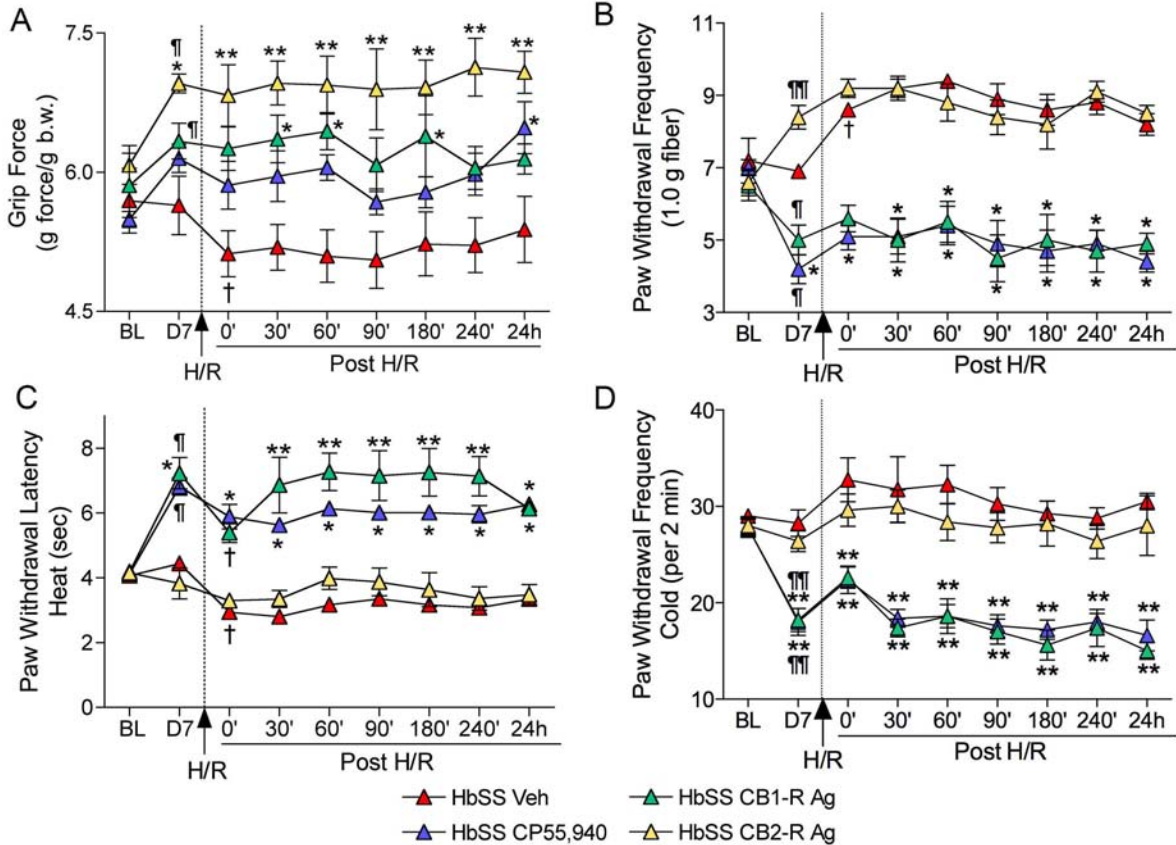 A
Grip Force
(g force/g b.w.)
7.5
6.0
4.5
¶
*
** ** ** ** ** ** **
¶
* * * *
†
BL D7 0' 30' 60' 90' 180' 240' 24h
H/R
Post H/R
B
Paw Withdrawal Frequency
(1.0 g fiber)
11
9
7
5
3
¶¶
†
¶
*
¶
* * * * * *
* * * * * * *
BL D7 0' 30' 60' 90' 180' 240' 24h
H/R
Post H/R
C
Paw Withdrawal Latency
Heat (sec)
8
6
4
2
0
¶
*
¶
* ** ** ** ** ** *
† * * * * * *
†
BL D7 0' 30' 60' 90' 180' 240' 24h
H/R
Post H/R
D
Paw Withdrawal Frequency
Cold (per 2 min)
40
30
20
10
¶¶
**
**
¶¶
** ** ** ** ** ** **
** ** ** ** ** ** **
BL D7 0' 30' 60' 90' 180' 240' 24h
H/R
Post H/R
HbSS Veh
HbSS CB1-R Ag
HbSS CP55,940
HbSS CB2-R Ag